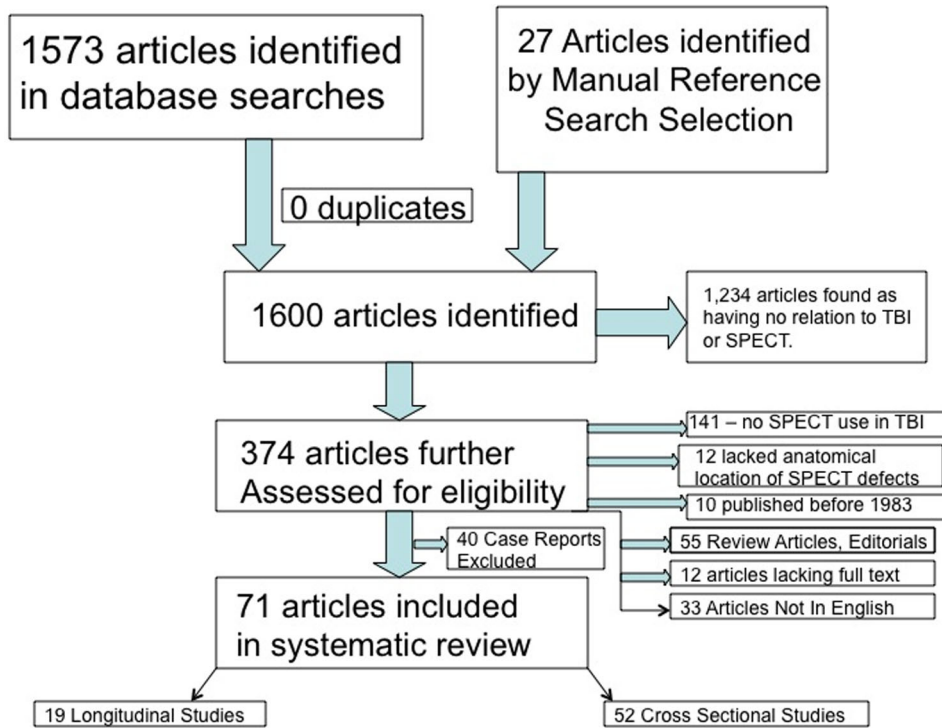 1573 articles identified
in database searches
27 Articles identified
by Manual Reference
Search Selection
0 duplicates
1600 articles identified
1,234 articles found as
having no relation to TBI
or SPECT.
374 articles further
Assessed for eligibility
141 – no SPECT use in TBI
12 lacked anatomical
location of SPECT defects
10 published before 1983
40 Case Reports
Excluded
55 Review Articles, Editorials
12 articles lacking full text
33 Articles Not In English
71 articles included
in systematic review
19 Longitudinal Studies
52 Cross Sectional Studies